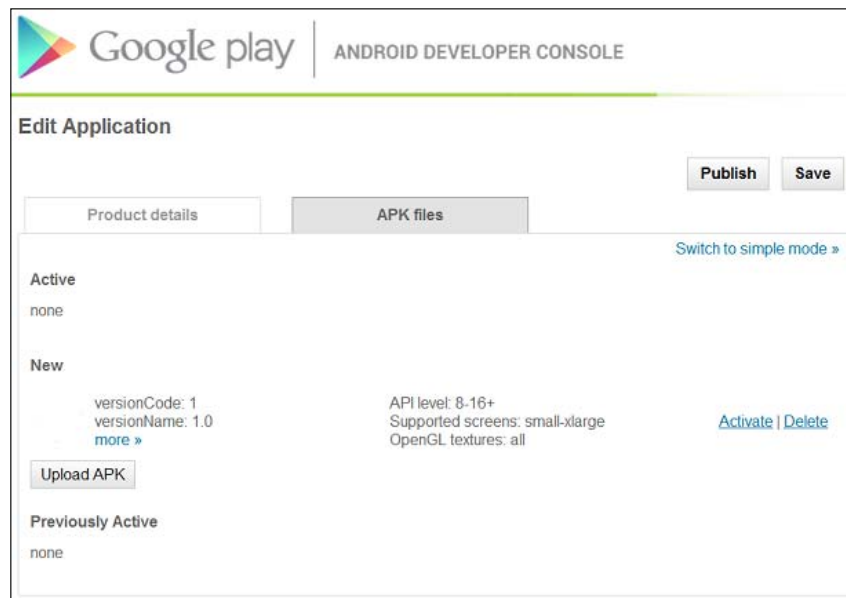 Google play
ANDROID DEVELOPER CONSOLE
Edit Application
Publish Save
Product details APK files
Switch to simple mode »
Active
none
New
versionCode: 1 API level: 8-16+
versionName: 1.0 Supported screens: small-xlarge Activate | Delete
more » OpenGL textures: all
Upload APK
Previously Active
none